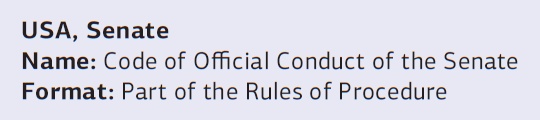 USA, Senate
Name: Code of Official Conduct of the Senate
Format: Part of the Rules of Procedure